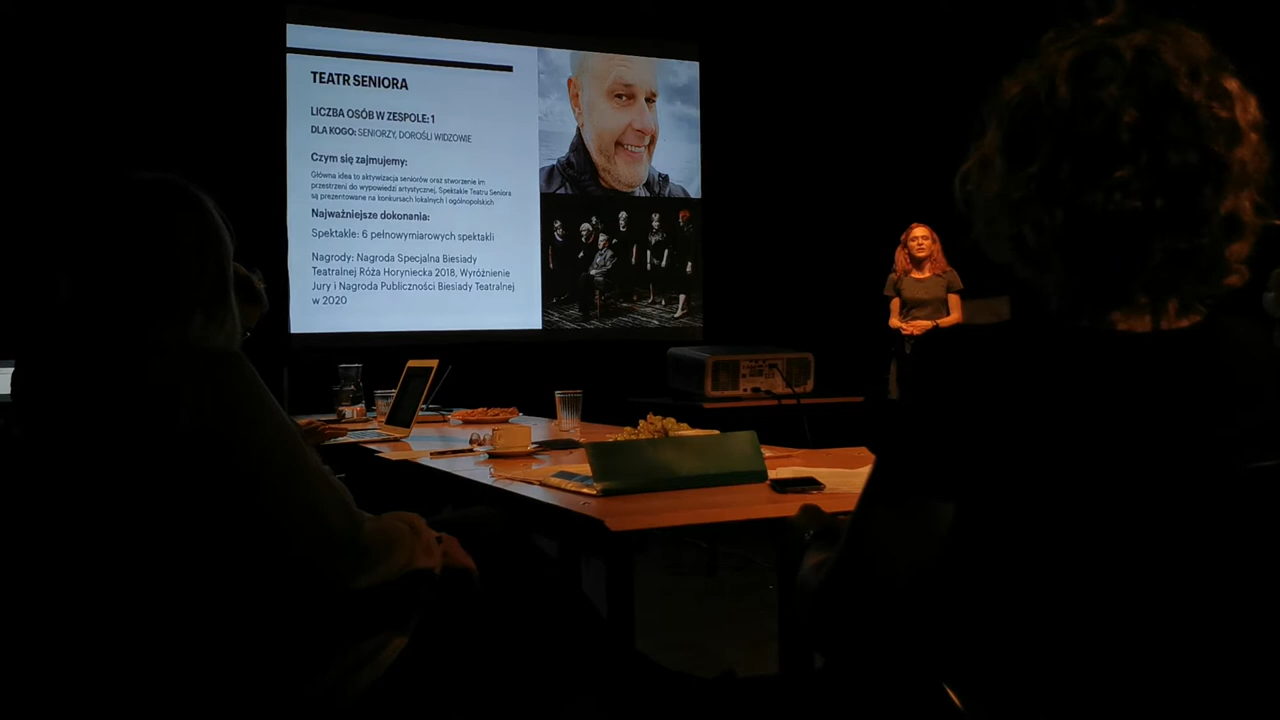 TEATR SENIORA
LICZBA OSÓB W ZESPOLE: 1
DLA KOGO: SENIORZY, DOROŚLI WIDZOWIE
Czym się zajmujemy:
Główna idea to aktywizacja seniorów oraz stworzenie im
przestrzeni do wypowiedzi artystycznej. Spektakle Teatru Seniora
są prezentowane na konkursach lokalnych i ogólnopolskich
Najważniejsze dokonania:
Spektakle: 6 pełnowymiarowych spektakli
Nagrody: Nagroda Specjalna Biesiady
Teatralnej Róża Horyniecka 2018, Wyróżnienie
Jury i Nagroda Publiczności Biesiady Teatralnej
w 2020